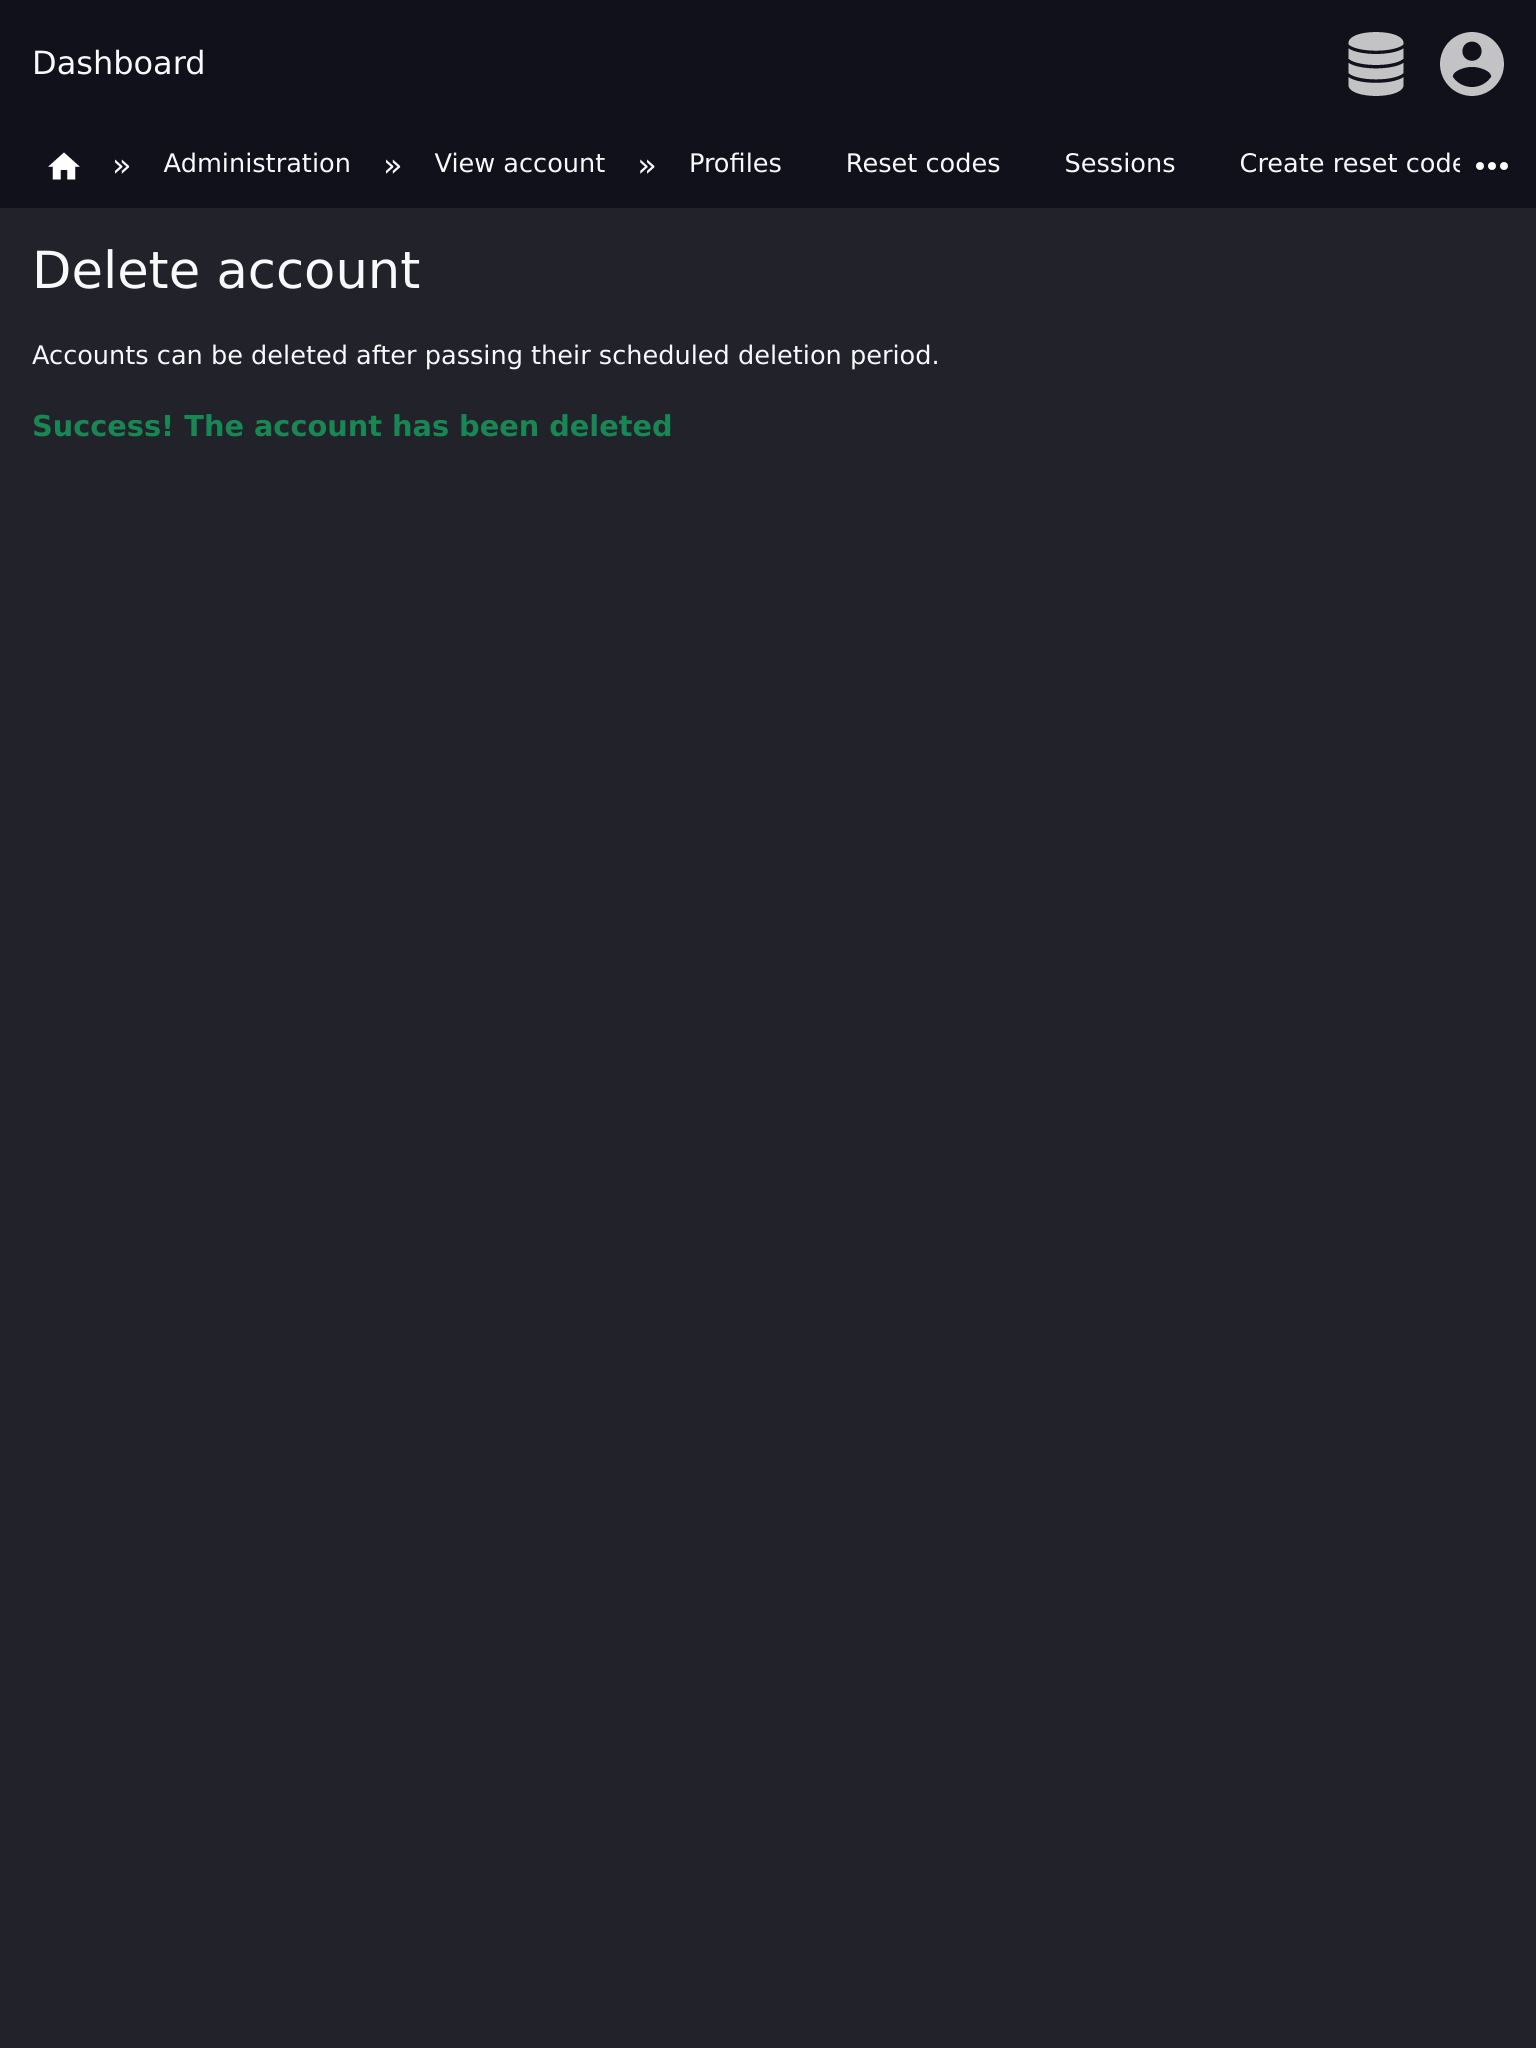 Dashboard
» Administration » View account » Profiles Reset codes Sessions Create reset code
Delete account
Accounts can be deleted after passing their scheduled deletion period.
Success! The account has been deleted